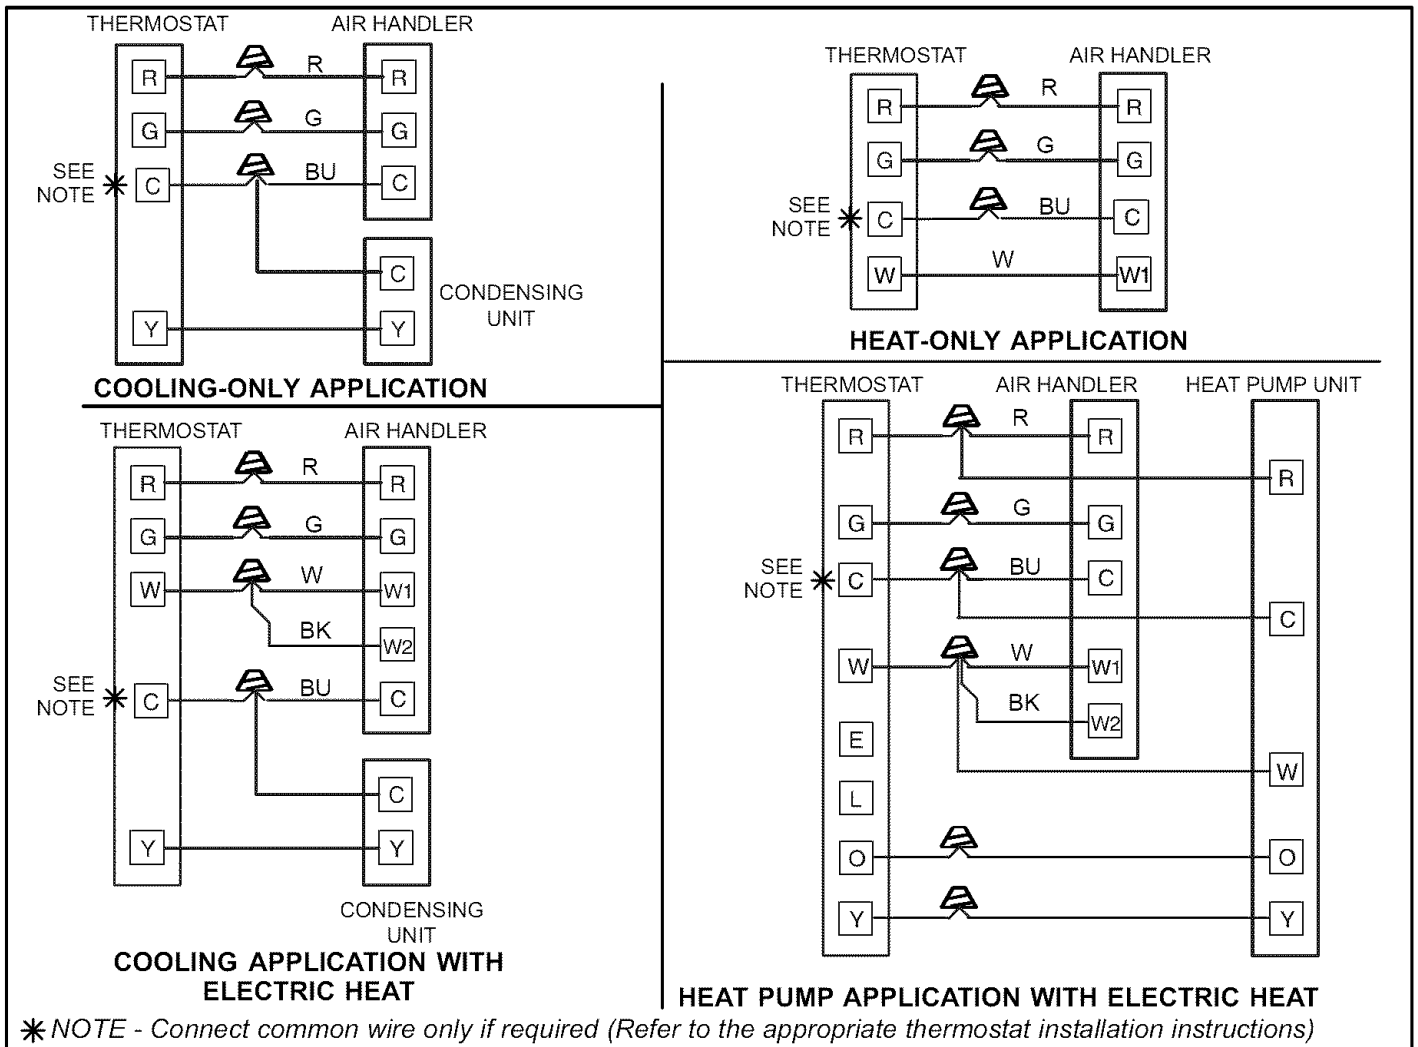 THERMOSTAT AIR HANDLER
R R R
G G G
SEE
NOTE
C BU C
C
CONDENSING
UNIT
Y Y
COOLING-ONLY APPLICATION
THERMOSTAT AIR HANDLER
R R R
G G G
SEE
NOTE
C BU C
W W W1
HEAT-ONLY APPLICATION
THERMOSTAT AIR HANDLER
R R R
G G G
W W W1
BK W2
SEE
NOTE
C BU C
C
Y Y
CONDENSING
UNIT
COOLING APPLICATION WITH
ELECTRIC HEAT
THERMOSTAT AIR HANDLER HEAT PUMP UNIT
R R R
R
G G G
SEE
NOTE
C BU C
C
W W W1
BK W2
E
W
L
O O
Y Y
HEAT PUMP APPLICATION WITH ELECTRIC HEAT
* NOTE - Connect common wire only if required (Refer to the appropriate thermostat installation instructions)